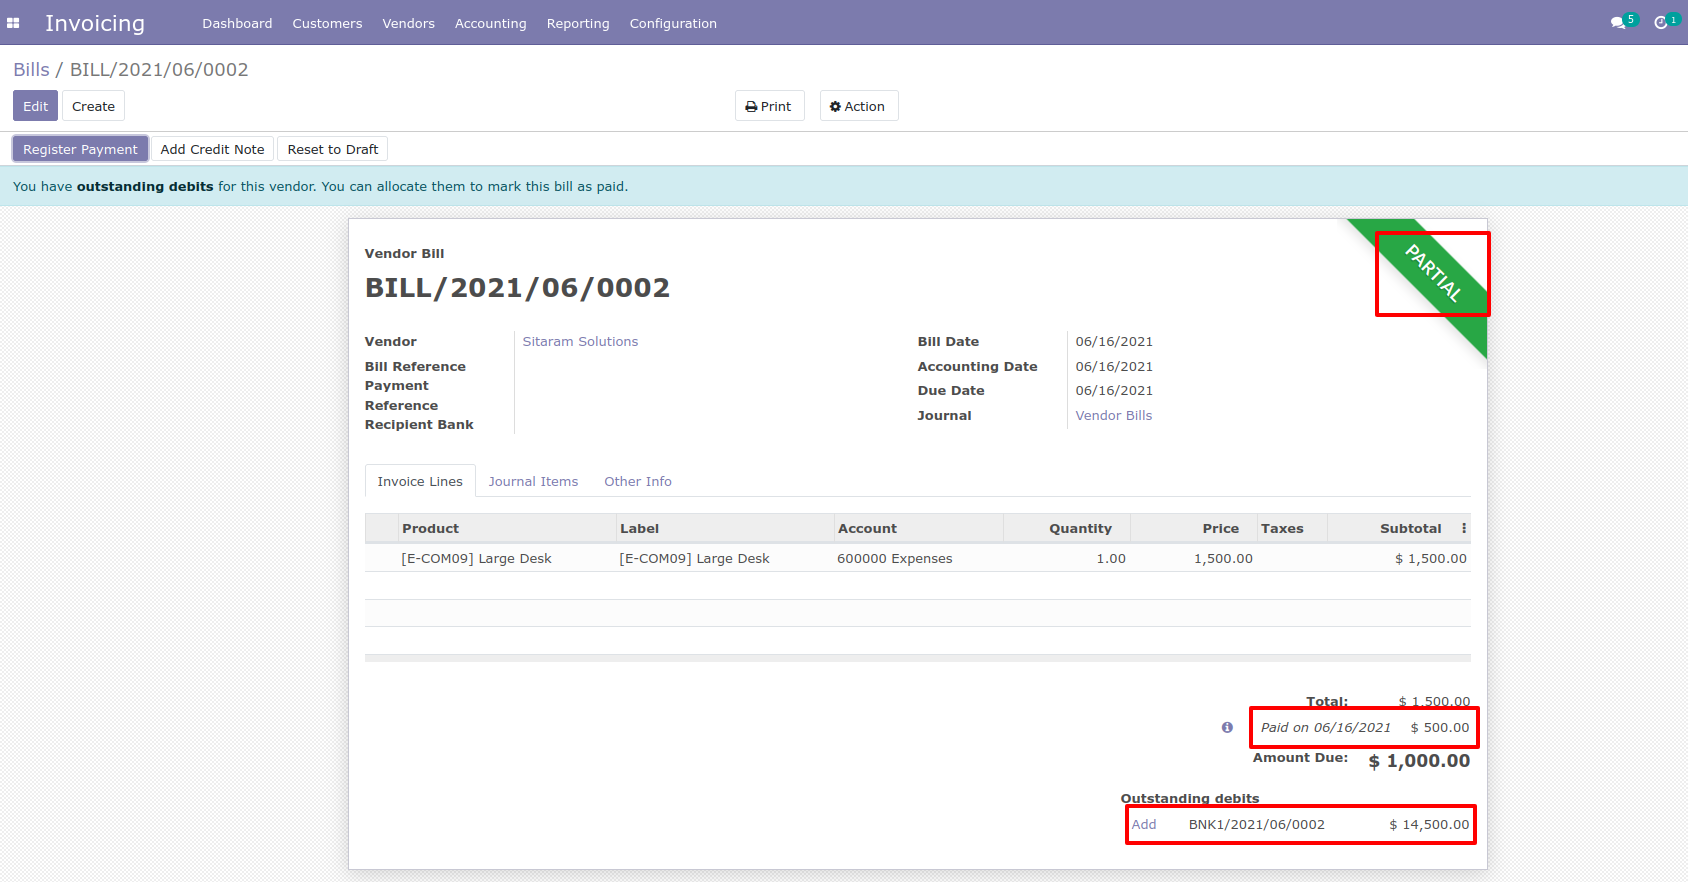 Invoicing Dashboard Customers Vendors Accounting Reporting Configuration 5 1
Bills / BILL/2021/06/0002
Edit Create Print Action
Register Payment Add Credit Note Reset to Draft
You have outstanding debits for this vendor. You can allocate them to mark this bill as paid.
PARTIAL
Vendor Bill
BILL/2021/06/0002
Vendor Sitaram Solutions Bill Date 06/16/2021
Bill Reference Accounting Date 06/16/2021
Payment Due Date 06/16/2021
Reference Journal Vendor Bills
Recipient Bank
Invoice Lines Journal Items Other Info
Product Label Account Quantity Price Taxes Subtotal
[E-COM09] Large Desk [E-COM09] Large Desk 600000 Expenses 1.00 1,500.00 $ 1,500.00
Total: $ 1,500.00
Paid on 06/16/2021 $ 500.00
Amount Due: $ 1,000.00
Outstanding debits
Add BNK1/2021/06/0002 $ 14,500.00